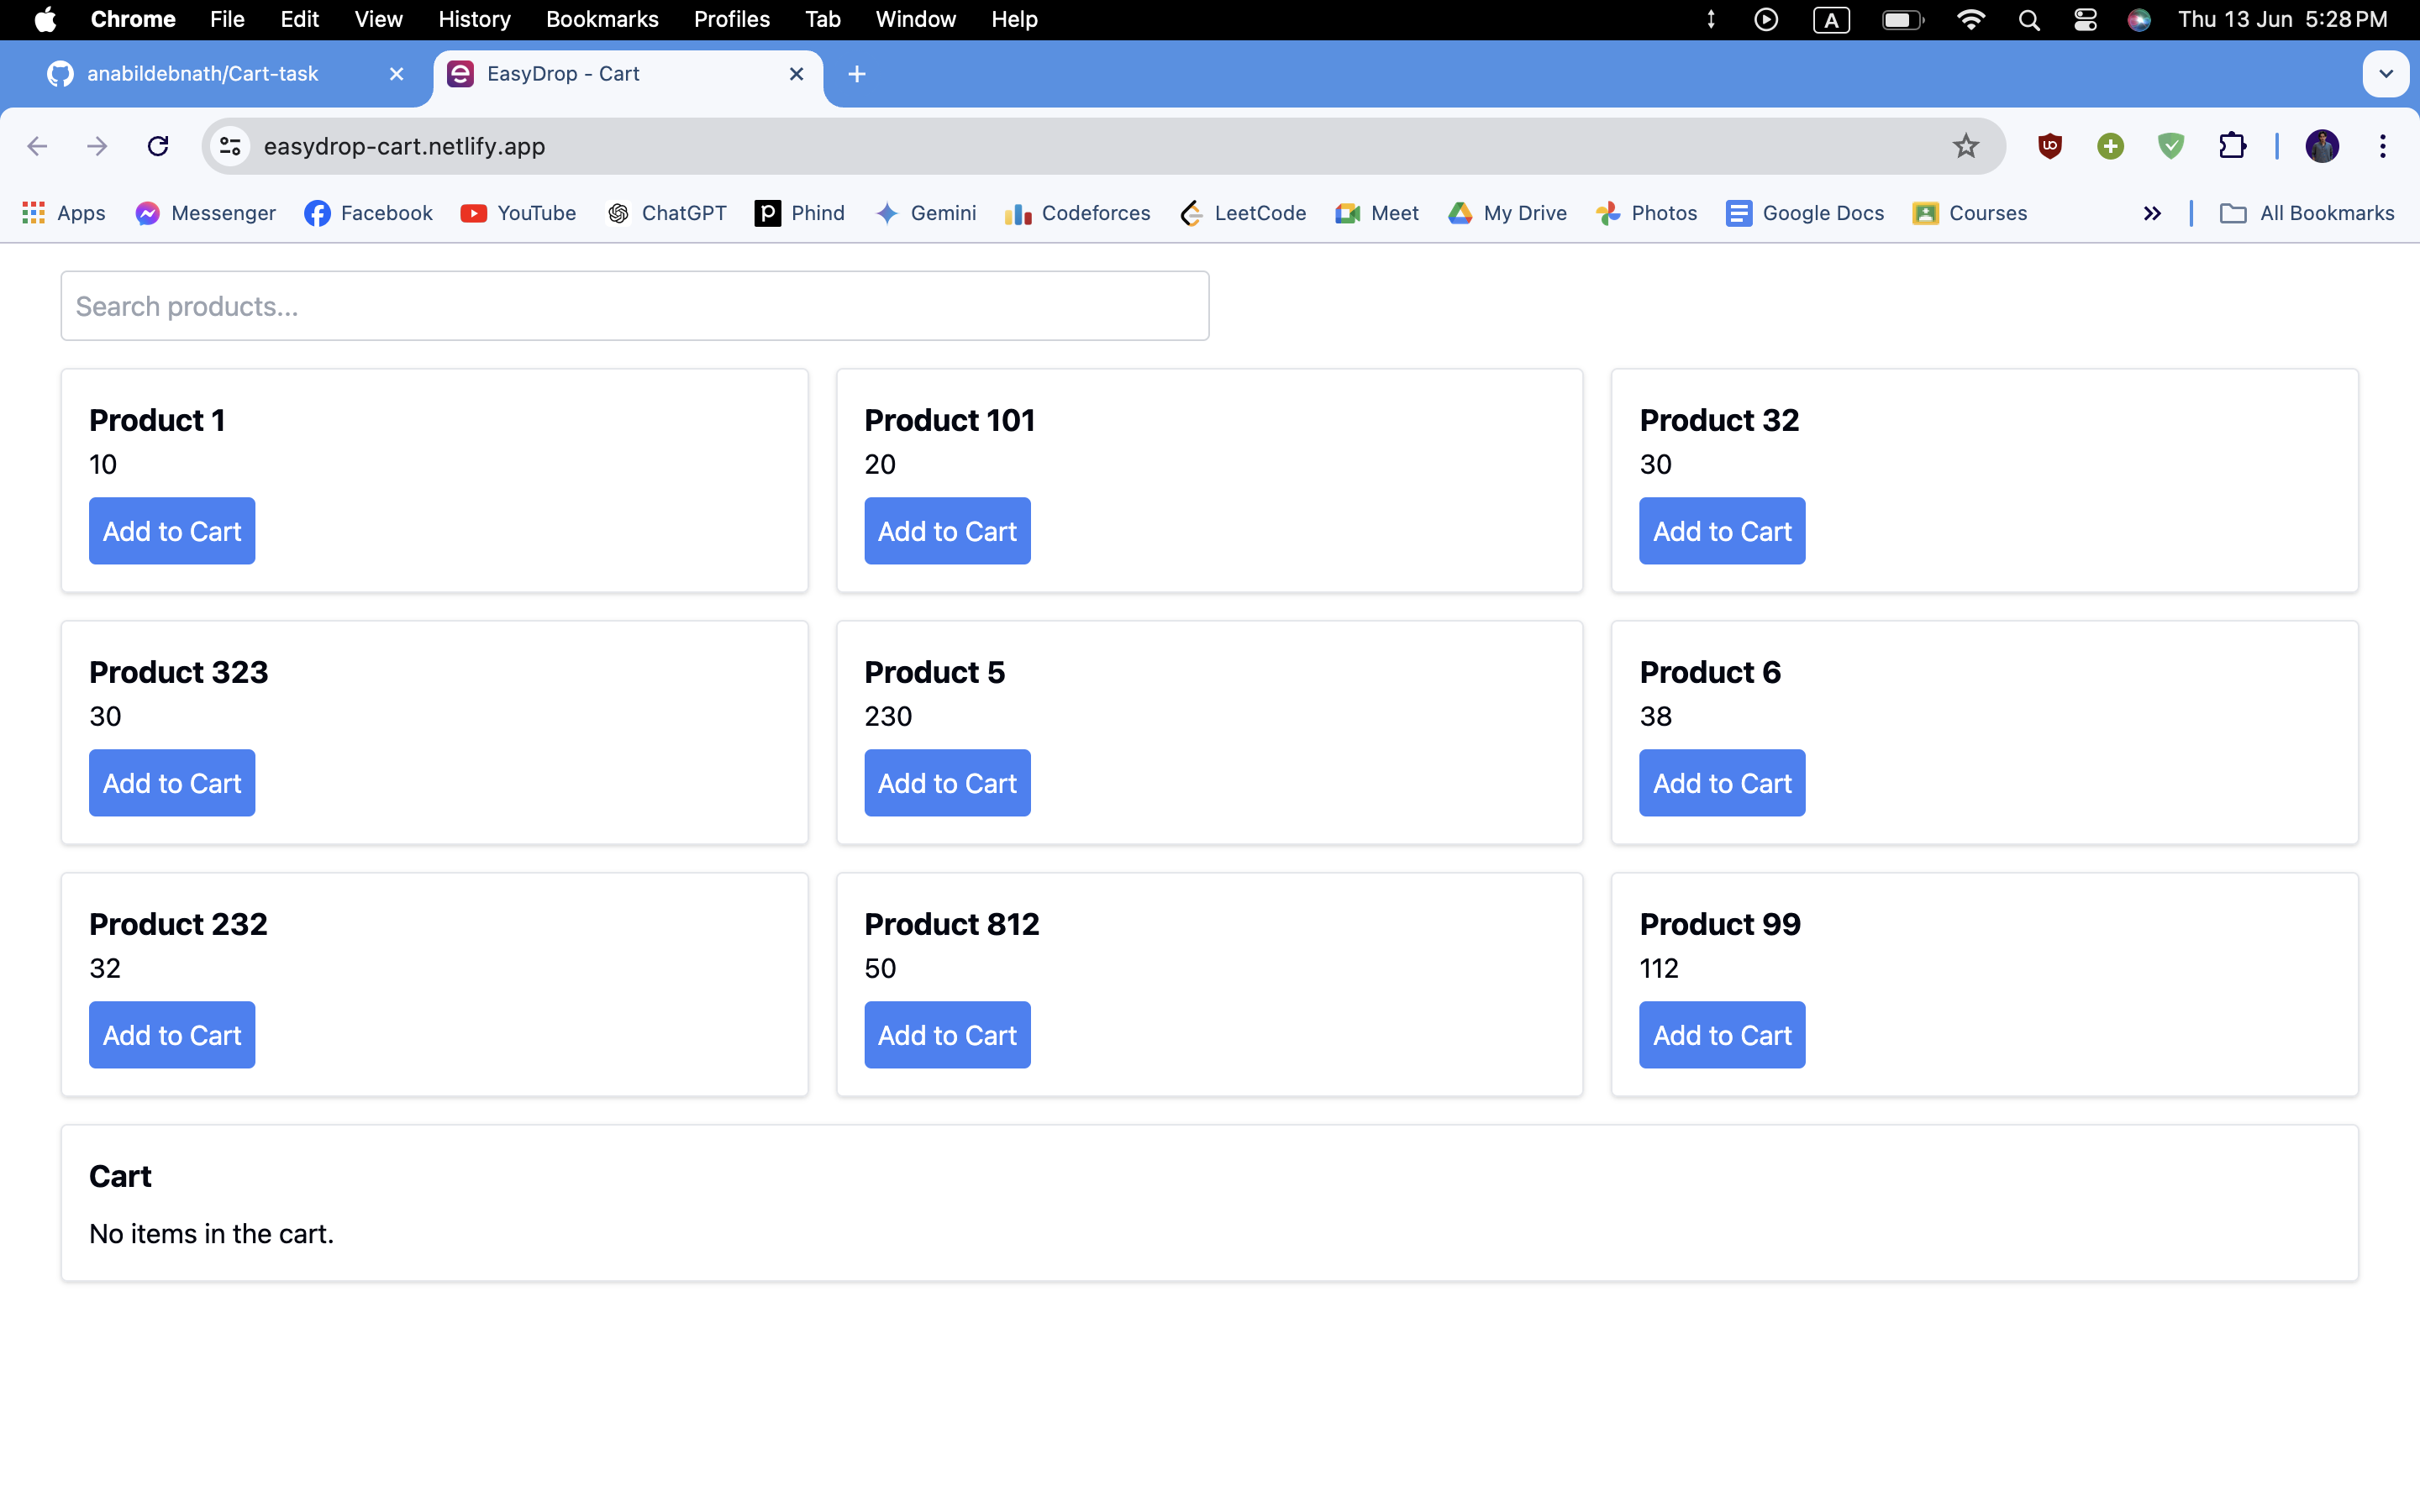 Chrome File Edit View History Bookmarks Profiles Tab Window Help A Thu 13 Jun 5:28 PM
anabildebnath/Cart-task EasyDrop - Cart
easydrop-cart.netlify.app
Apps Messenger Facebook YouTube ChatGPT Phind Gemini Codeforces LeetCode Meet My Drive Photos Google Docs Courses All Bookmarks
Search products...
Product 1 Product 101 Product 32
10 20 30
Add to Cart Add to Cart Add to Cart
Product 323 Product 5 Product 6
30 230 38
Add to Cart Add to Cart Add to Cart
Product 232 Product 812 Product 99
32 50 112
Add to Cart Add to Cart Add to Cart
Cart
No items in the cart.